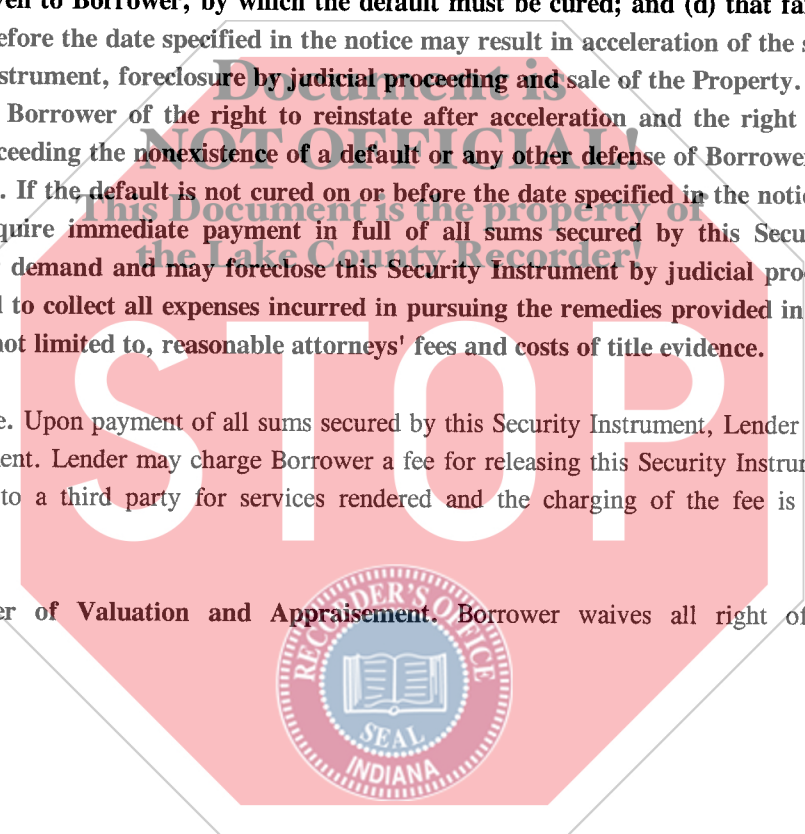 ven to Borrower, by which the default must be cured; and (d) that fai
efore the date specified in the notice may result in acceleration of the s
strument, foreclosure by judicial proceeding and sale of the Property.
Borrower of the right to reinstate after acceleration and the right
ceeding the nonexistence of a default or any other defense of Borrowe
. If the default is not cured on or before the date specified in the notic
quire immediate payment in full of all sums secured by this Secu
demand and may foreclose this Security Instrument by judicial pro
to collect all expenses incurred in pursuing the remedies provided in
not limited to, reasonable attorneys' fees and costs of title evidence.
e. Upon payment of all sums secured by this Security Instrument, Lender
ent. Lender may charge Borrower a fee for releasing this Security Instrum
to a third party for services rendered and the charging of the fee is
er of Valuation and Appraisement. Borrower waives all right of
Document is
NOT OFFICIAL!
This Document is the property of
the Lake County Recorder!
STOP
RECORDER'S OFFICE
SEAL
INDIANA